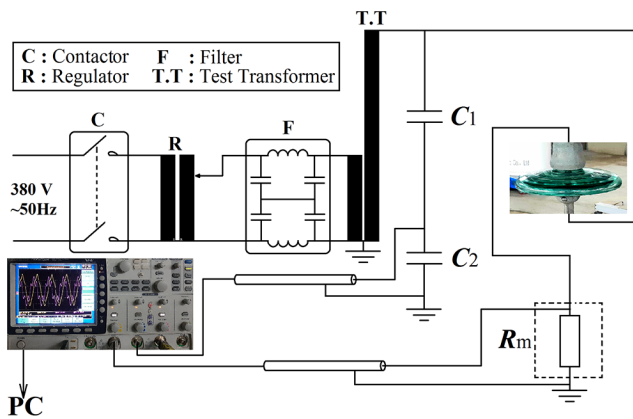 T.T
C : Contactor F : Filter
R : Regulator T.T : Test Transformer
C
R
F
C1
380 V
~50Hz
C2
Rm
PC